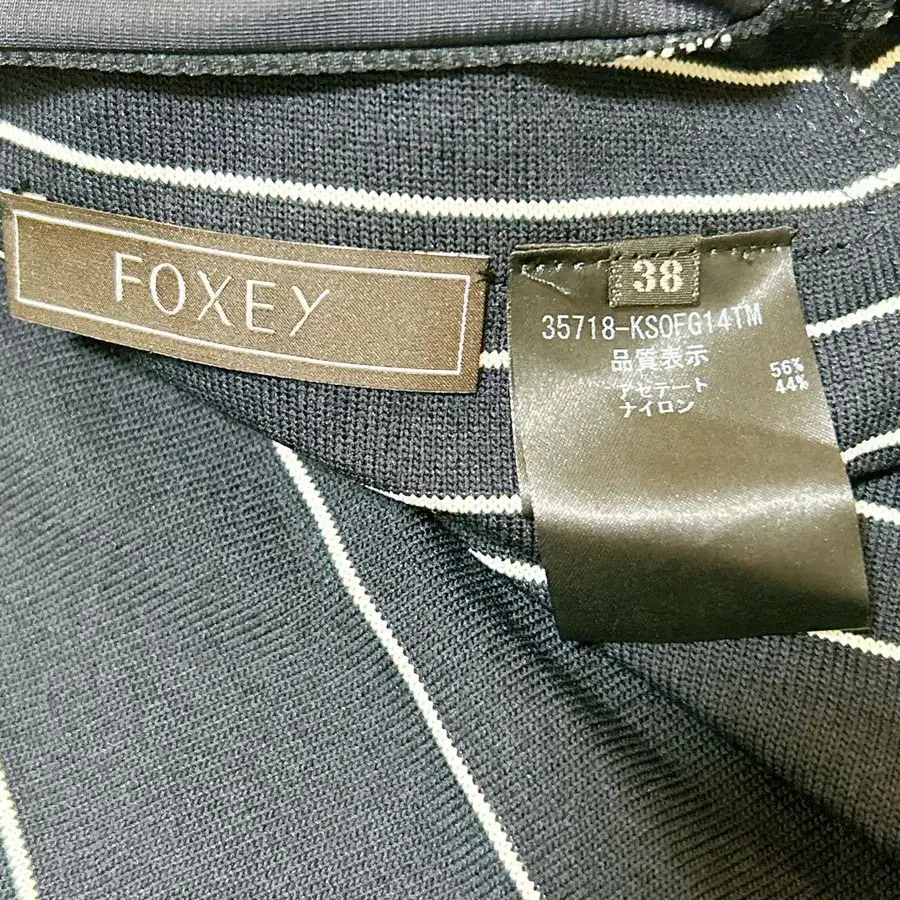 FOXEY
38
35718-KSOFG14TM
品質表示
アセテート 56%
ナイロン 44%